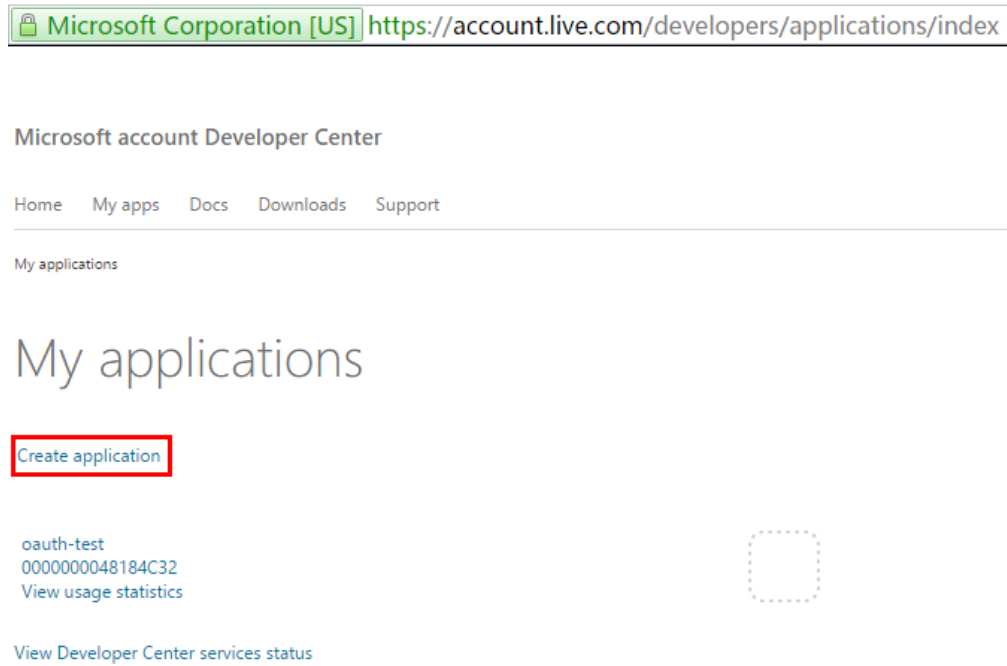 Microsoft Corporation [US] https://account.live.com/developers/applications/index
Microsoft account Developer Center
Home My apps Docs Downloads Support
My applications
My applications
Create application
oauth-test
0000000048184C32
View usage statistics
View Developer Center services status